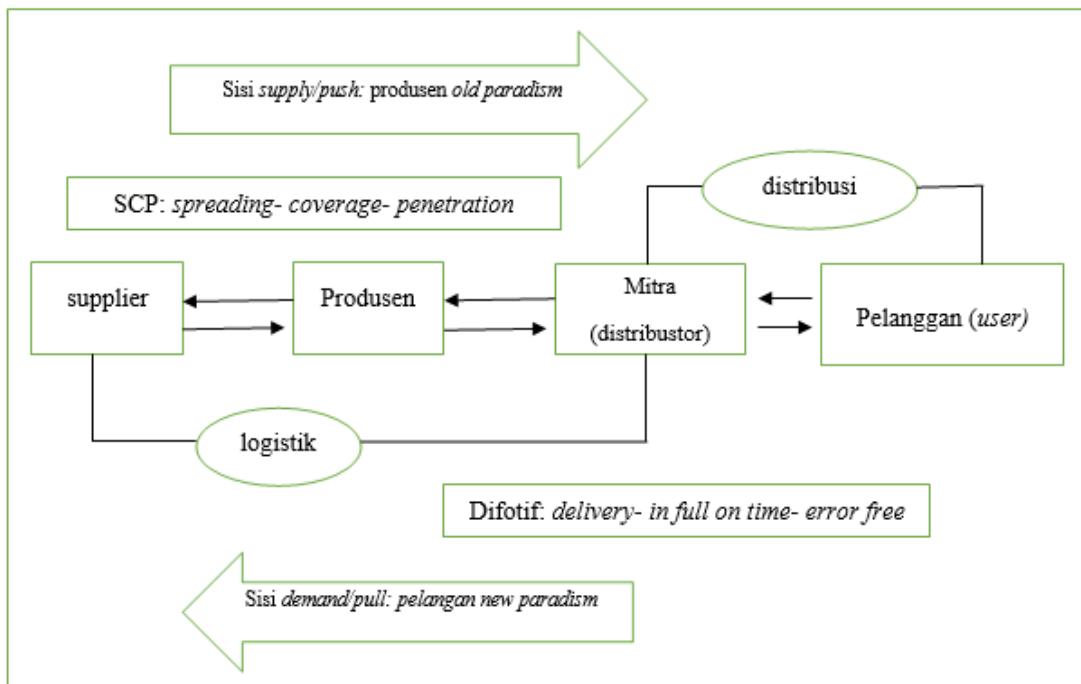 Sisi supply/push: produsen old paradism
distribusi
SCP: spreading- coverage- penetration
supplier
Produsen
Mitra
(distribustor)
Pelanggan (user)
logistik
Difotif: delivery- in full on time- error free
Sisi demand/pull: pelangan new paradism